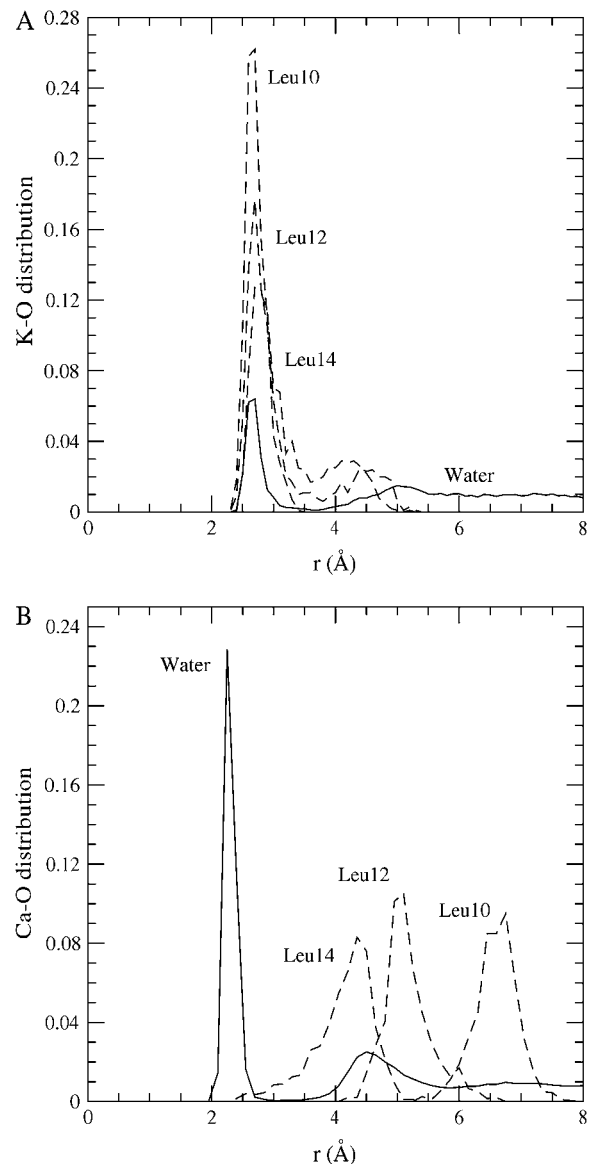 A
0.28
0.24
0.2
0.16
0.12
0.08
0.04
0
K-O distribution
Leu10
Leu12
Leu14
Water
0 2 4 6 8
r (Å)
B
0.24
0.2
0.16
0.12
0.08
0.04
0
Ca-O distribution
Water
Leu12
Leu10
Leu14
0 2 4 6 8
r (Å)